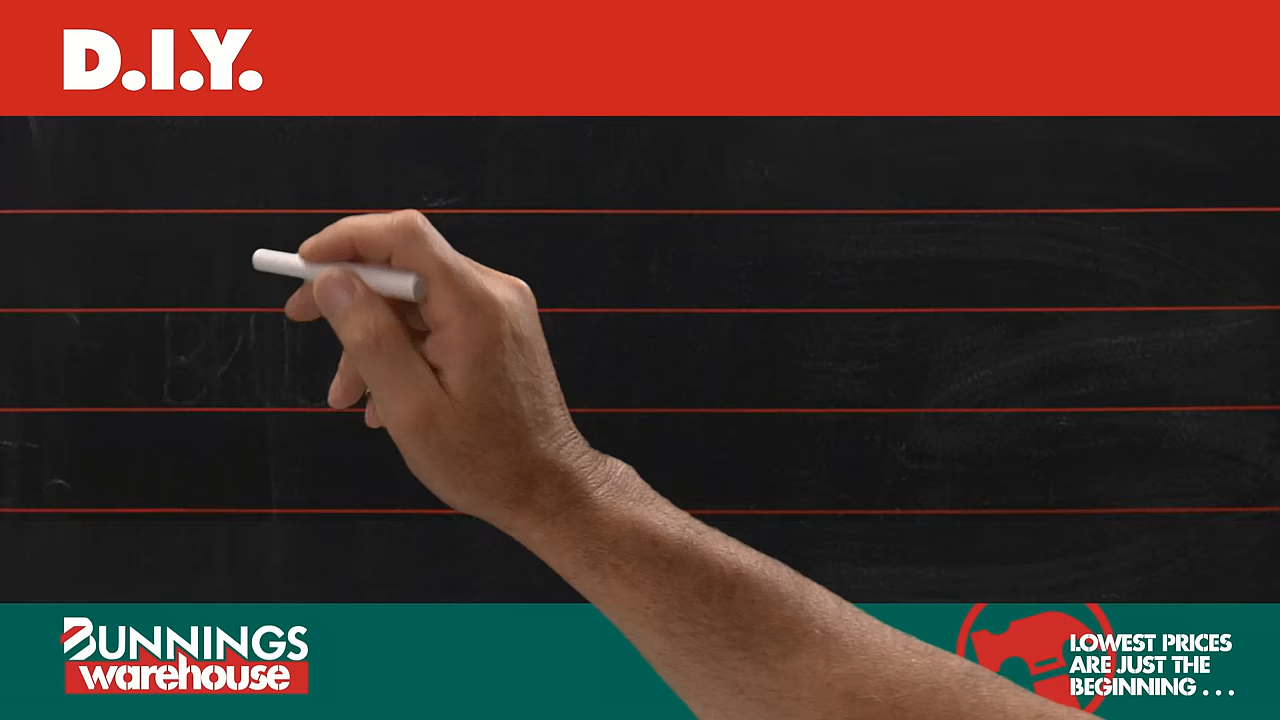 D.I.Y.
BUNNINGS
warehouse
LOWEST PRICES
ARE JUST THE
BEGINNING . . .